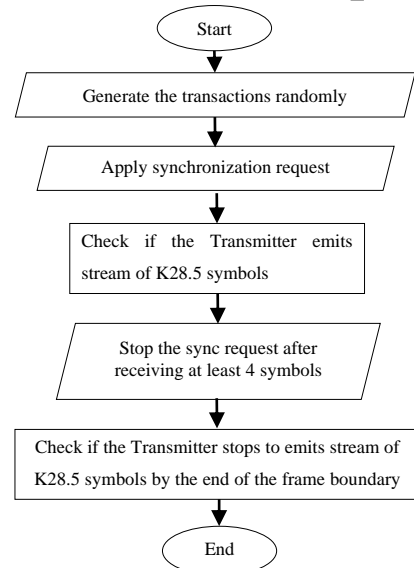 Start
Generate the transactions randomly
Apply synchronization request
Check if the Transmitter emits
stream of K28.5 symbols
Stop the sync request after
receiving at least 4 symbols
Check if the Transmitter stops to emits stream of
K28.5 symbols by the end of the frame boundary
End